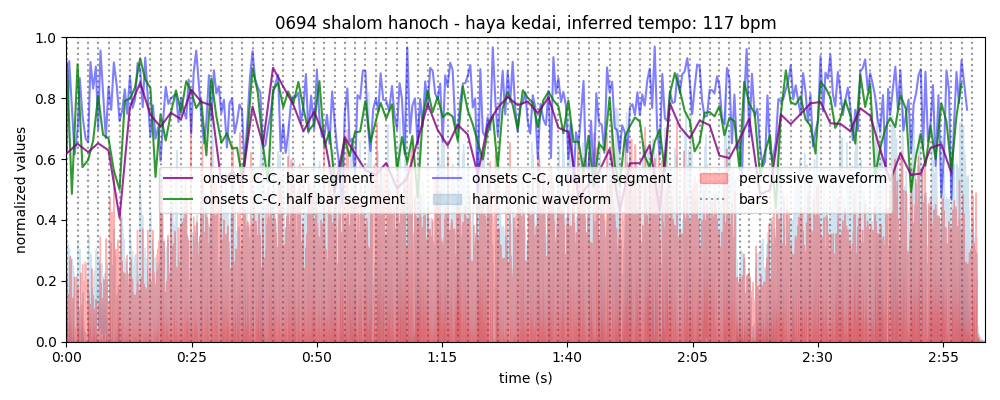 0694 shalom hanoch - haya kedai, inferred tempo: 117 bpm
1.0
0.8
0.6
0.4
0.2
0.0
normalized values
onsets C-C, bar segment
onsets C-C, half bar segment
onsets C-C, quarter segment
harmonic waveform
percussive waveform
bars
0:00 0:25 0:50 1:15 1:40 2:05 2:30 2:55
time (s)